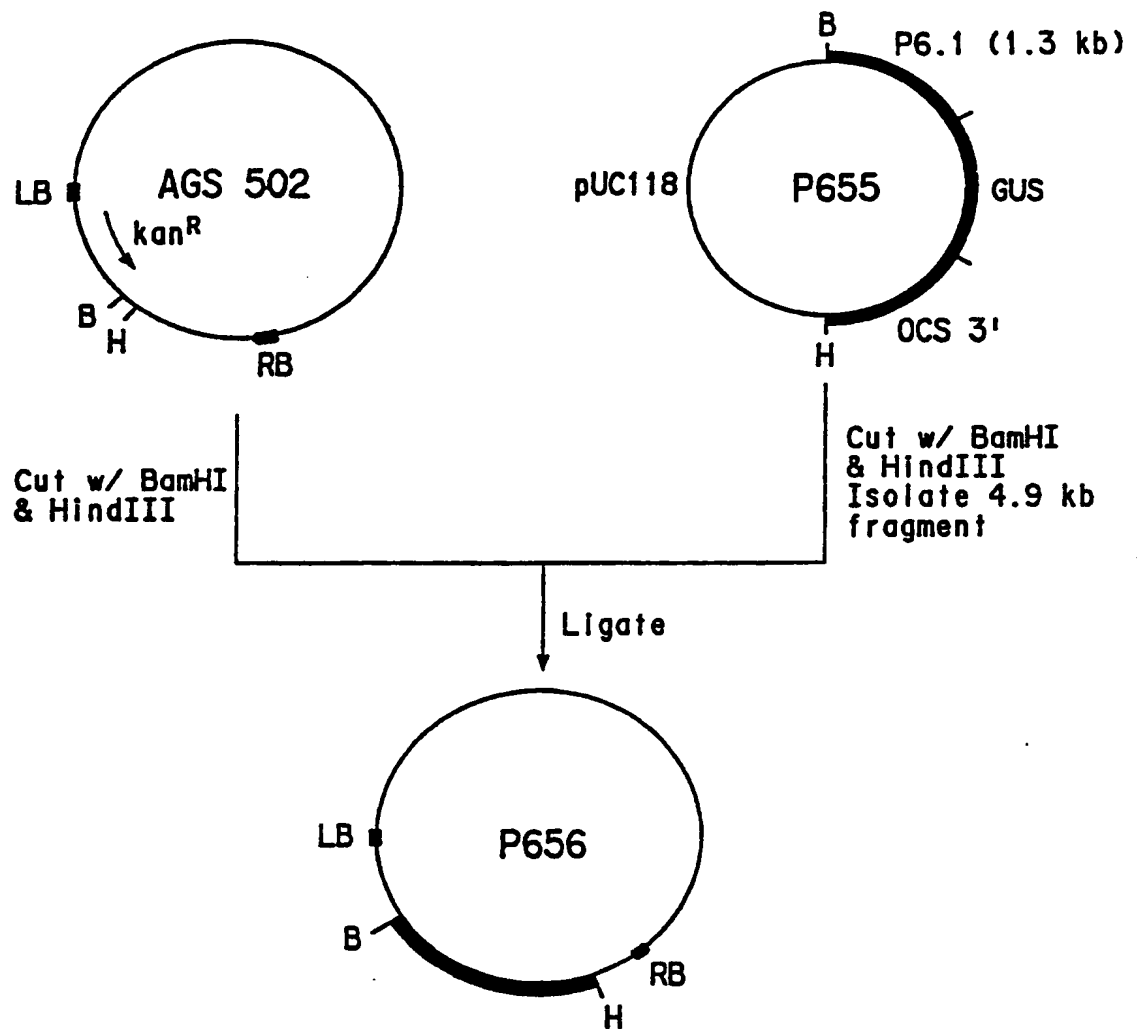 AGS 502
LB
kanR
B
H
RB
B
P6.1 (1.3 kb)
pUC118
P655
GUS
OCS 3'
H
Cut w/ BamHI
& HindIII
Cut w/ BamHI
& HindIII
Isolate 4.9 kb
fragment
Ligate
LB
P656
B
RB
H